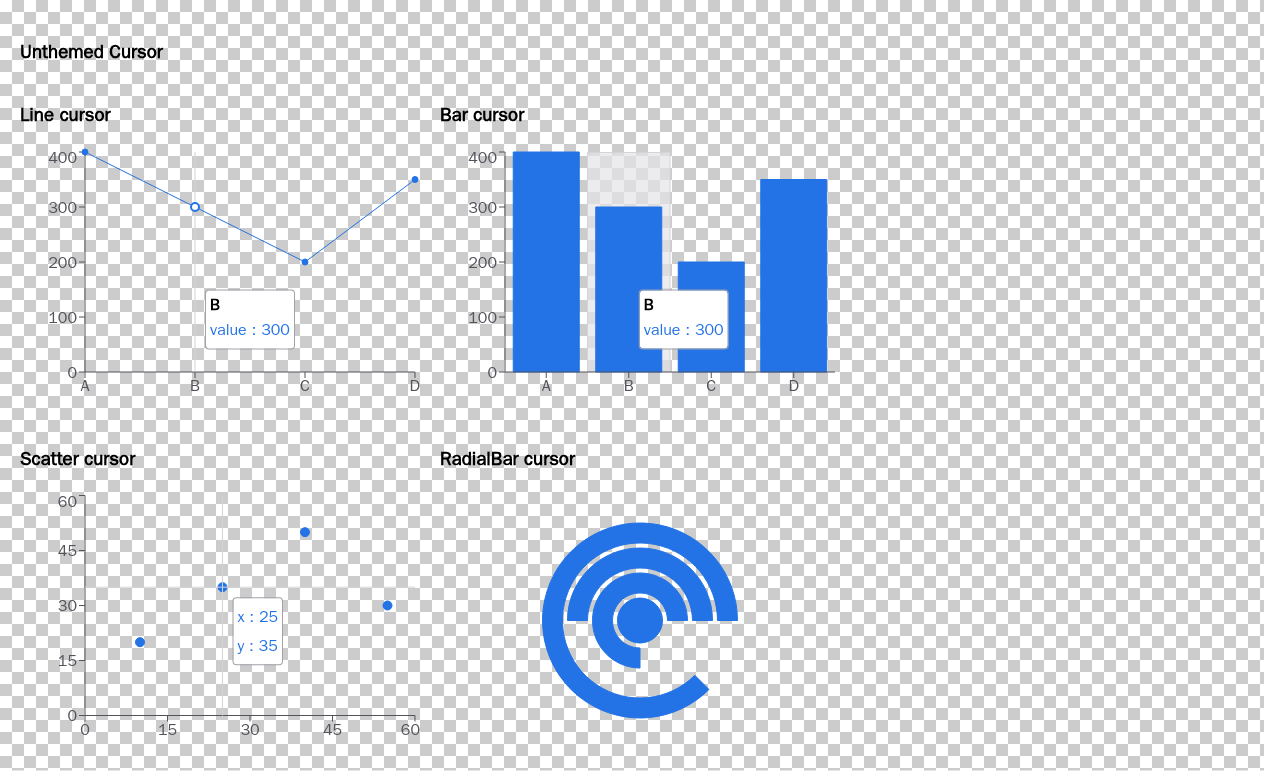 Unthemed Cursor
Line cursor
400
300
200
100
0
A
B
C
D
B
value : 300
Bar cursor
400
300
200
100
0
A
B
C
D
B
value : 300
Scatter cursor
60
45
30
15
0
0
15
30
45
60
x : 25
y : 35
RadialBar cursor